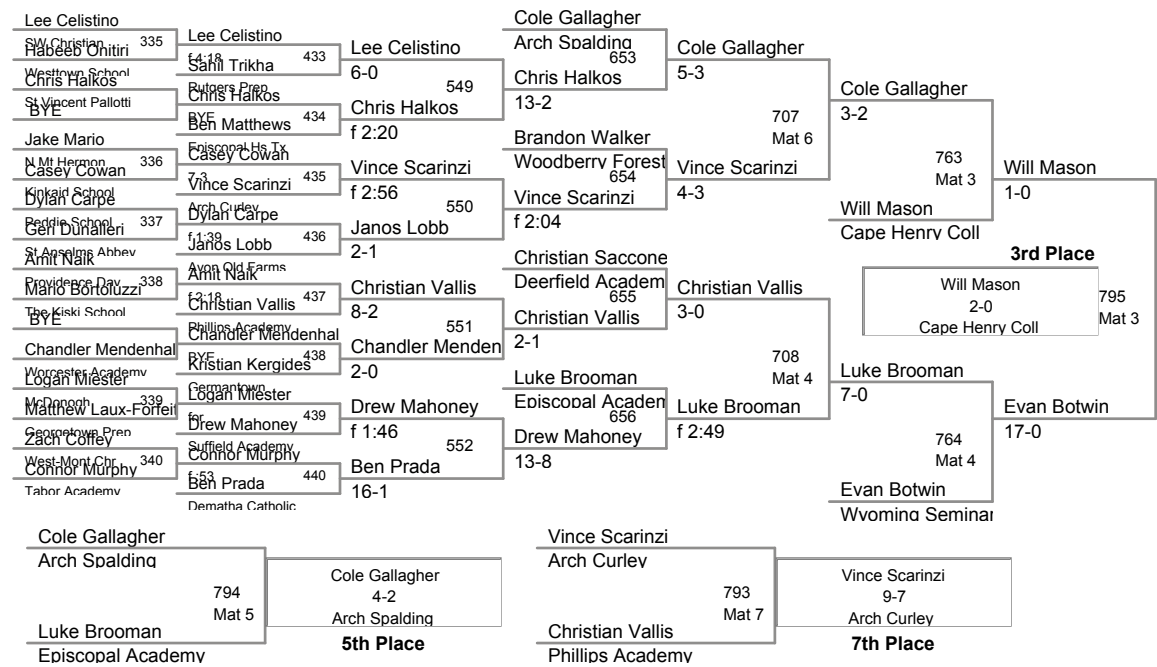 Lee Celistino
SW Christian
335
Habeeb Onitiri
Westtown School
Chris Halkos
St Vincent Pallotti
BYE
Jake Mario
N Mt Hermon
336
Casey Cowan
Kinkaid School
Dylan Carpe
Peddie School
337
Geri Dunalleri
St Anselms Abbey
Amit Naik
Providence Day
338
Mario Bortoluzzi
The Kiski School
BYE
Chandler Mendenhal
Worcester Academy
Logan Miester
McDonogh
339
Matthew Laux-Forfeit
Georgetown Prep
Zach Coffey
West-Mont Chr
340
Connor Murphy
Tabor Academy
Lee Celistino
f 4:18
433
Sahil Trikha
Rutgers Prep
Chris Halkos
BYE
434
Ben Matthews
Episcopal Hs Tx
Casey Cowan
7-3
435
Vince Scarinzi
Arch Curley
Dylan Carpe
f 1:39
436
Janos Lobb
Avon Old Farms
Amit Naik
f 2:18
437
Christian Vallis
Phillips Academy
Chandler Mendenhal
BYE
438
Kristian Kergides
Germantown
Logan Miester
for
439
Drew Mahoney
Suffield Academy
Connor Murphy
f :53
440
Ben Prada
Dematha Catholic
Lee Celistino
6-0
549
Chris Halkos
f 2:20
Vince Scarinzi
f 2:56
550
Janos Lobb
2-1
Christian Vallis
8-2
551
Chandler Menden
2-0
Drew Mahoney
f 1:46
552
Ben Prada
16-1
Cole Gallagher
Arch Spalding
653
Chris Halkos
13-2
Brandon Walker
Woodberry Forest
654
Vince Scarinzi
f 2:04
Christian Saccone
Deerfield Academ
655
Christian Vallis
2-1
Luke Brooman
Episcopal Academ
656
Drew Mahoney
13-8
Cole Gallagher
5-3
707
Mat 6
Vince Scarinzi
4-3
Christian Vallis
3-0
708
Mat 4
Luke Brooman
f 2:49
Cole Gallagher
3-2
763
Mat 3
Will Mason
Cape Henry Coll
Luke Brooman
7-0
764
Mat 4
Evan Botwin
Wyoming Seminar
Will Mason
1-0
3rd Place
Will Mason
2-0
Cape Henry Coll
795
Mat 3
Evan Botwin
17-0
Cole Gallagher
Arch Spalding
794
Mat 5
Luke Brooman
Episcopal Academy
Cole Gallagher
4-2
Arch Spalding
5th Place
Vince Scarinzi
Arch Curley
793
Mat 7
Christian Vallis
Phillips Academy
Vince Scarinzi
9-7
Arch Curley
7th Place